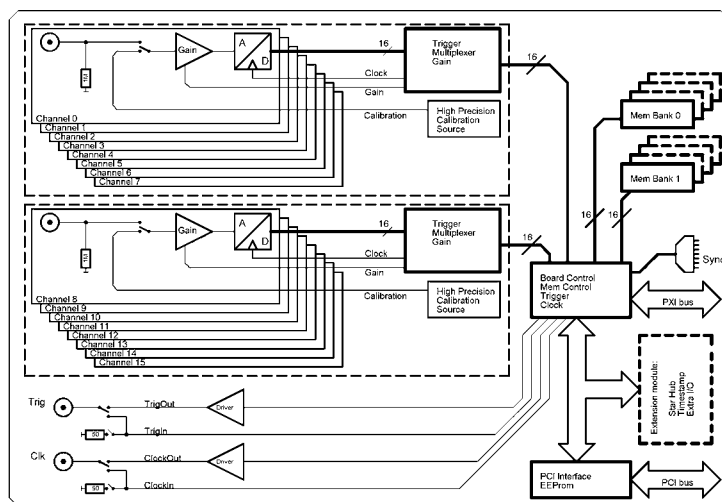 1M
Gain
A
D
16
Clock
Gain
Calibration
Trigger
Multiplexer
Gain
High Precision
Calibration
Source
16
Channel 0
Channel 1
Channel 2
Channel 3
Channel 4
Channel 5
Channel 6
Channel 7
Mem Bank 0
Mem Bank 1
16
16
1M
Gain
A
D
16
Clock
Gain
Calibration
Trigger
Multiplexer
Gain
High Precision
Calibration
Source
16
Channel 8
Channel 9
Channel 10
Channel 11
Channel 12
Channel 13
Channel 14
Channel 15
Board Control
Mem Control
Trigger
Clock
Sync
PXI bus
Extension module:
Star Hub
Timestamp
Extra I/O
Trig
TrigOut
Driver
50
TrigIn
Clk
ClockOut
Driver
50
ClockIn
PCI Interface
EEProm
PCI bus